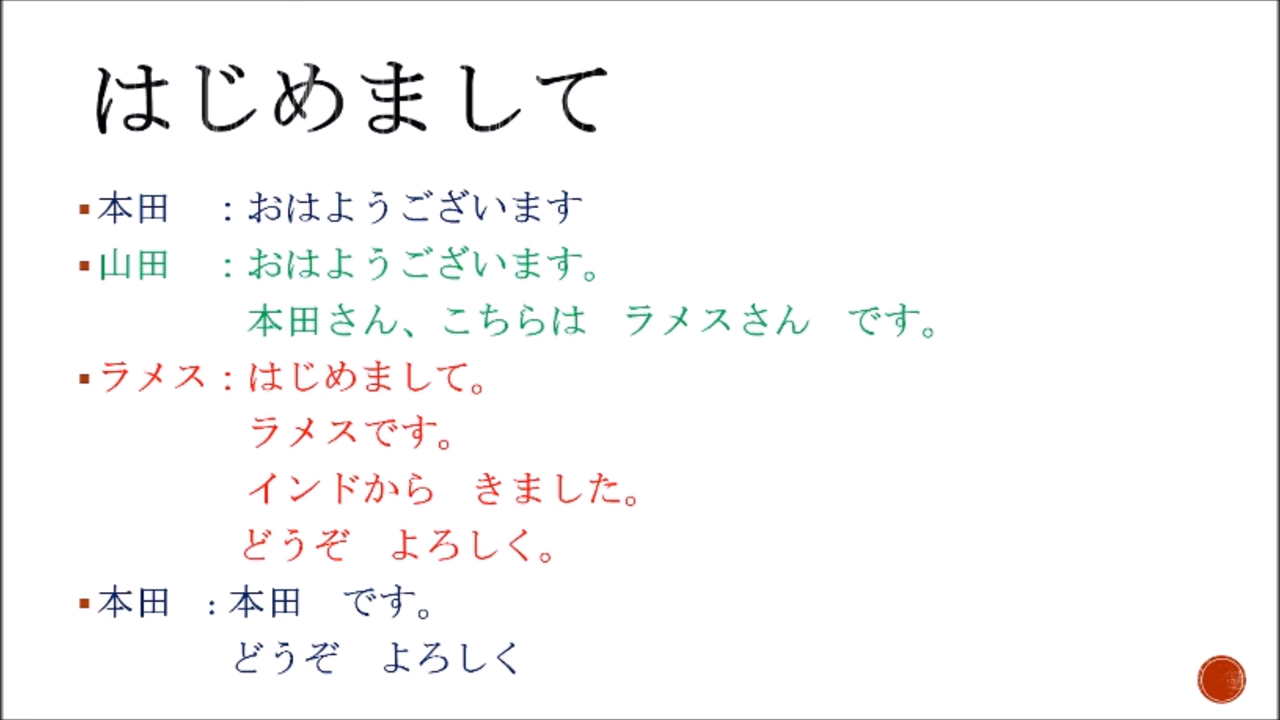 はじめまして
▪本田　：おはようございます
▪山田　：おはようございます。
本田さん、こちらは　ラメスさん　です。
▪ラメス：はじめまして。
ラメスです。
インドから　きました。
どうぞ　よろしく。
▪本田　：本田　です。
どうぞ　よろしく